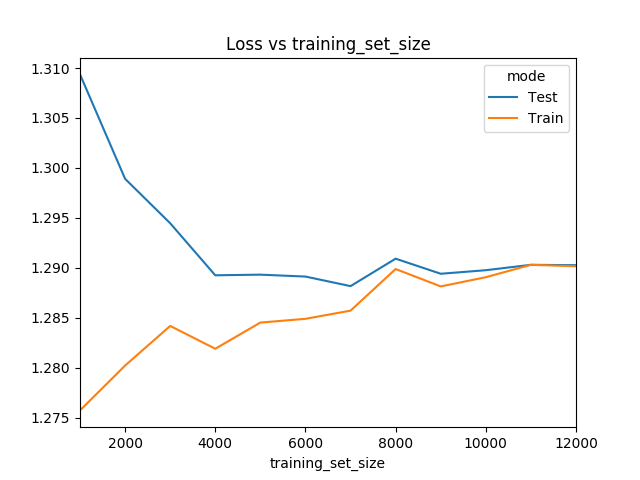 Loss vs training_set_size
mode
Test
Train
1.310
1.305
1.300
1.295
1.290
1.285
1.280
1.275
2000 4000 6000 8000 10000 12000
training_set_size